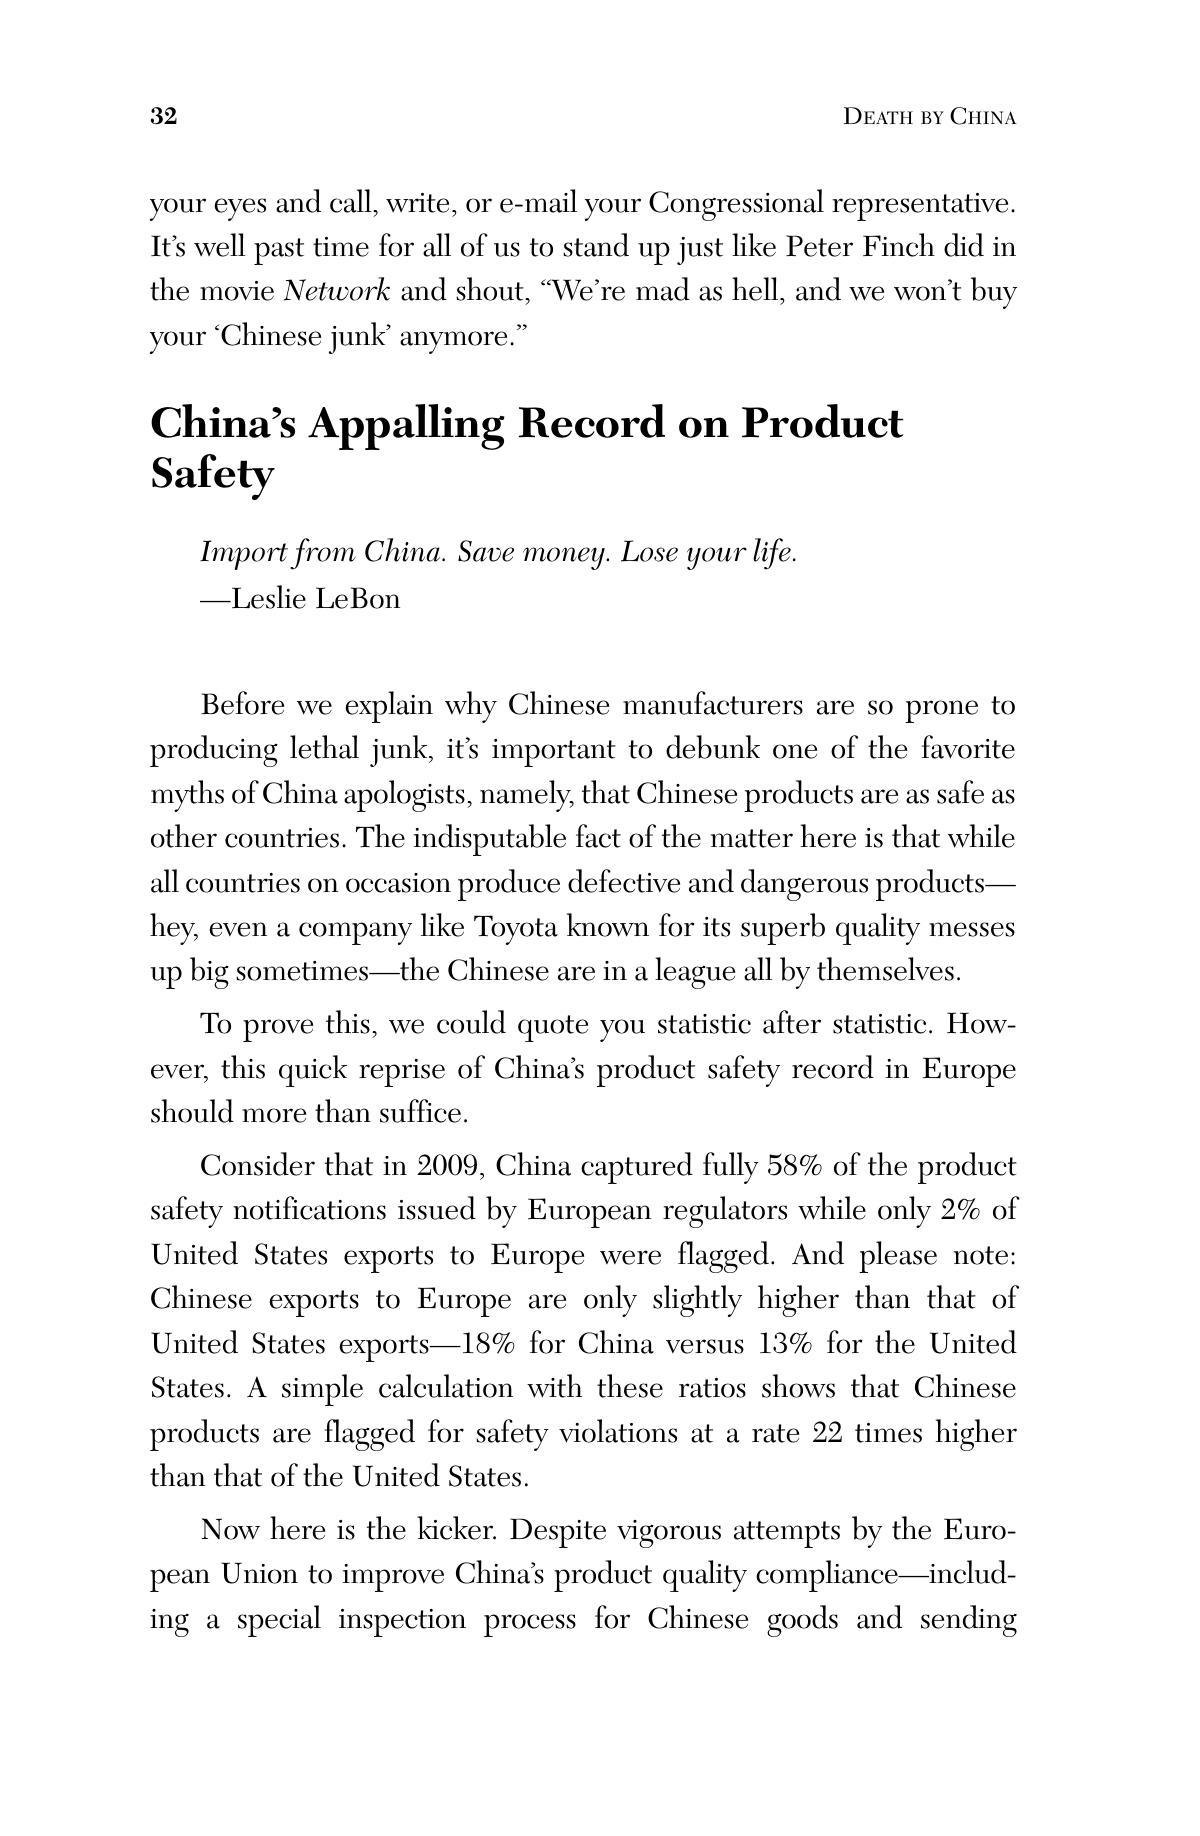 32 DEATH BY CHINA
your eyes and call, write, or e-mail your Congressional representative.
It’s well past time for all of us to stand up just like Peter Finch did in
the movie Network and shout, “We’re mad as hell, and we won’t buy
your ‘Chinese junk’ anymore.”
China’s Appalling Record on Product
Safety
Import from China. Save money. Lose your life.
—Leslie LeBon
Before we explain why Chinese manufacturers are so prone to
producing lethal junk, it’s important to debunk one of the favorite
myths of China apologists, namely, that Chinese products are as safe as
other countries. The indisputable fact of the matter here is that while
all countries on occasion produce defective and dangerous products—
hey, even a company like Toyota known for its superb quality messes
up big sometimes—the Chinese are in a league all by themselves.
To prove this, we could quote you statistic after statistic. How-
ever, this quick reprise of China’s product safety record in Europe
should more than suffice.
Consider that in 2009, China captured fully 58% of the product
safety notifications issued by European regulators while only 2% of
United States exports to Europe were flagged. And please note:
Chinese exports to Europe are only slightly higher than that of
United States exports—18% for China versus 13% for the United
States. A simple calculation with these ratios shows that Chinese
products are flagged for safety violations at a rate 22 times higher
than that of the United States.
Now here is the kicker. Despite vigorous attempts by the Euro-
pean Union to improve China’s product quality compliance—includ-
ing a special inspection process for Chinese goods and sending